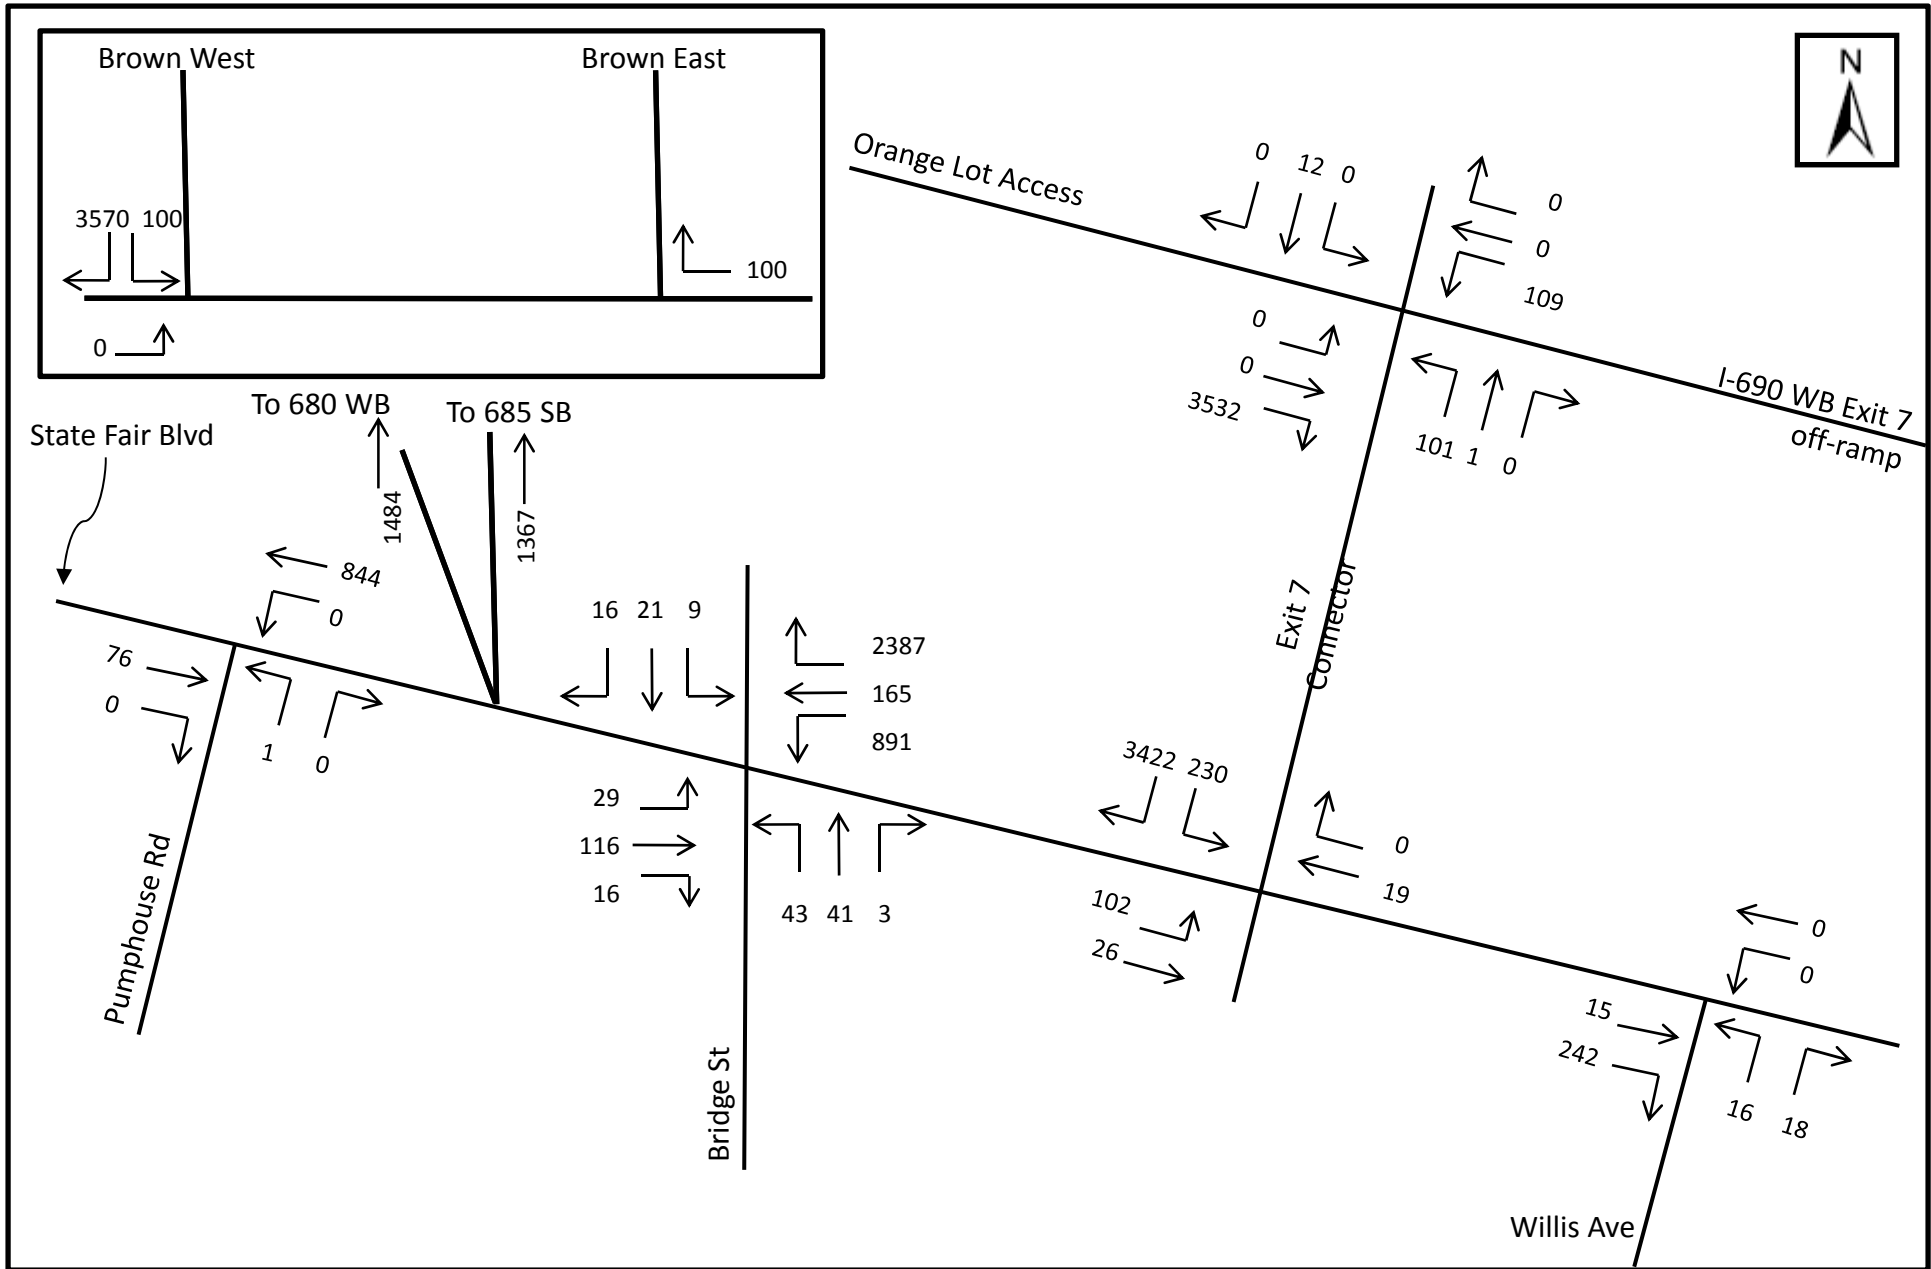 Brown West
Brown East
3570 100
100
0
N
Orange Lot Access
0 12 0
0
0
109
0
0
3532
101 1 0
I-690 WB Exit 7
off-ramp
To 680 WB
To 685 SB
State Fair Blvd
1484
1367
844
0
76
0
1 0
16 21 9
2387
165
891
29
116
16
43 41 3
Exit 7
Connector
3422 230
0
19
102
26
0
0
15
242
16 18
Pumphouse Rd
Bridge St
Willis Ave